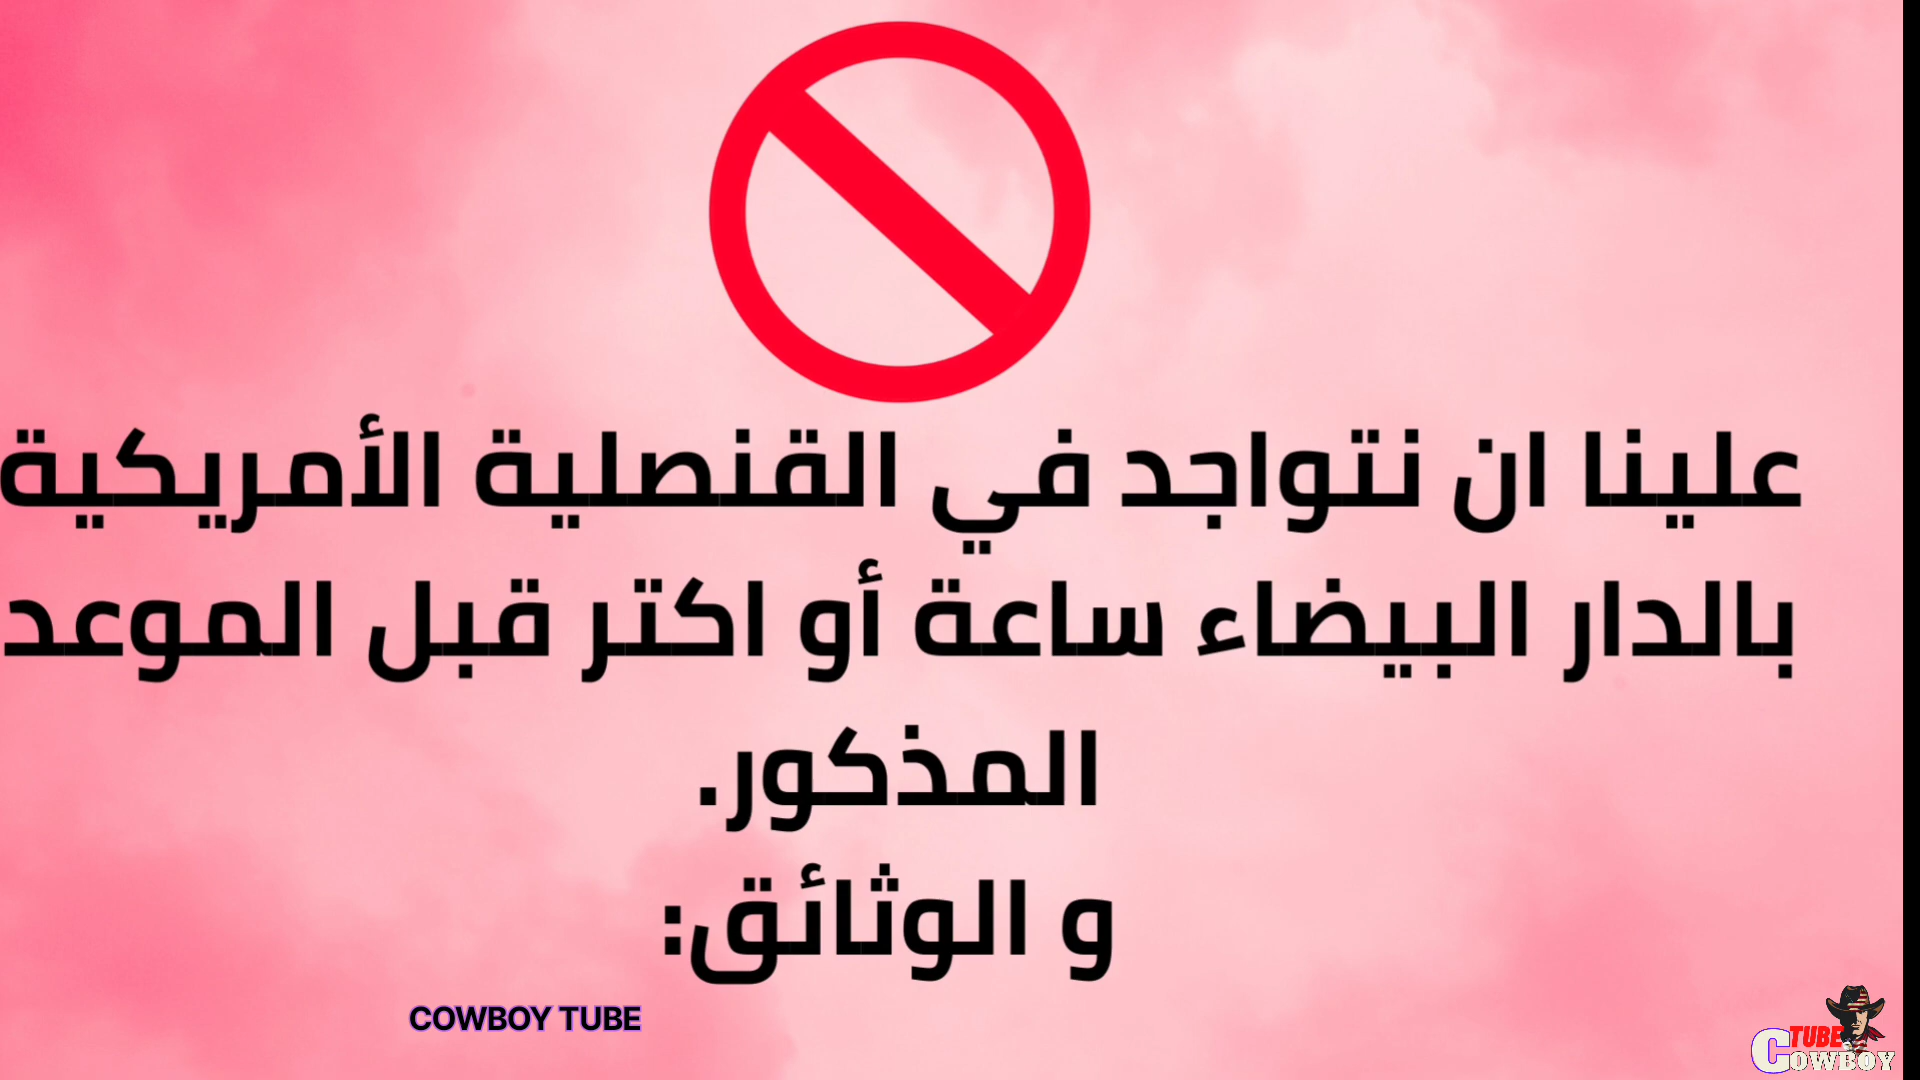 علينا ان نتواجد في القنصلية الأمريكية
بالدار البيضاء ساعة أو اكتر قبل الموعد
المذكور.
و الوثائق:
COWBOY TUBE
TUBE
COWBOY